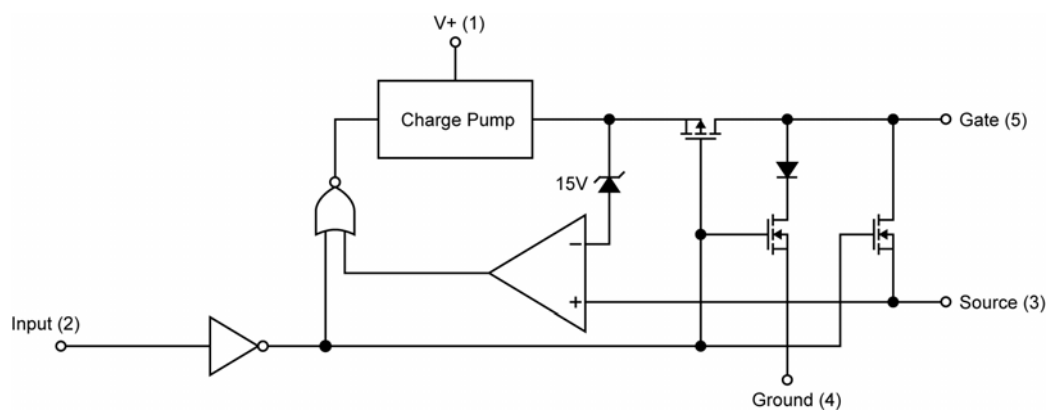 V+ (1)
Charge Pump
Gate (5)
15V
−
+
Source (3)
Input (2)
Ground (4)